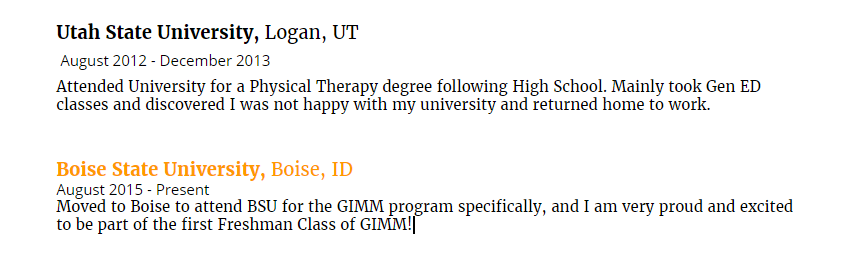 Utah State University, Logan, UT
August 2012 - December 2013
Attended University for a Physical Therapy degree following High School. Mainly took Gen ED
classes and discovered I was not happy with my university and returned home to work.
Boise State University, Boise, ID
August 2015 - Present
Moved to Boise to attend BSU for the GIMM program specifically, and I am very proud and excited
to be part of the first Freshman Class of GIMM!